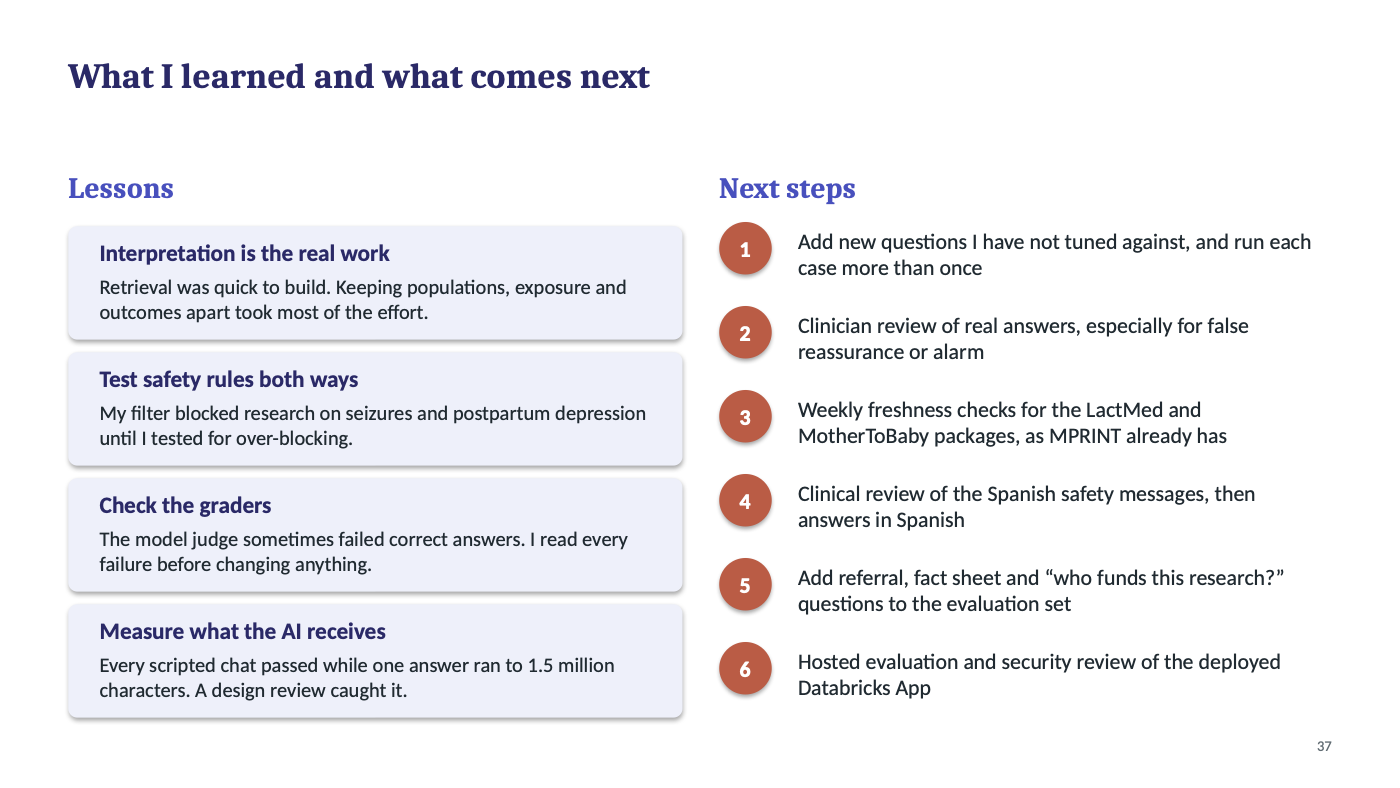 What I learned and what comes next
Lessons
Interpretation is the real work
Retrieval was quick to build. Keeping populations, exposure and
outcomes apart took most of the effort.
Test safety rules both ways
My filter blocked research on seizures and postpartum depression
until I tested for over-blocking.
Check the graders
The model judge sometimes failed correct answers. I read every
failure before changing anything.
Measure what the AI receives
Every scripted chat passed while one answer ran to 1.5 million
characters. A design review caught it.
Next steps
1
Add new questions I have not tuned against, and run each
case more than once
2
Clinician review of real answers, especially for false
reassurance or alarm
3
Weekly freshness checks for the LactMed and
MotherToBaby packages, as MPRINT already has
4
Clinical review of the Spanish safety messages, then
answers in Spanish
5
Add referral, fact sheet and “who funds this research?”
questions to the evaluation set
6
Hosted evaluation and security review of the deployed
Databricks App
37